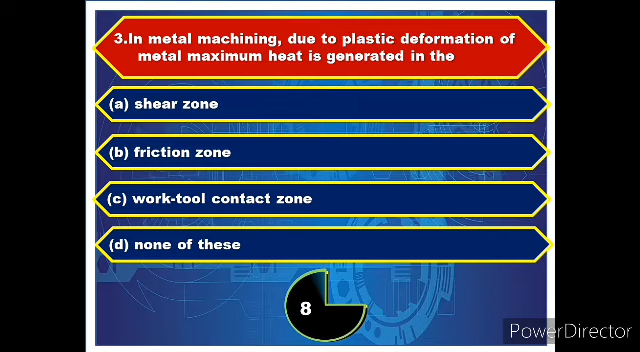 3.In metal machining, due to plastic deformation of
metal maximum heat is generated in the
(a) shear zone
(b) friction zone
(c) work-tool contact zone
(d) none of these
8
PowerDirector